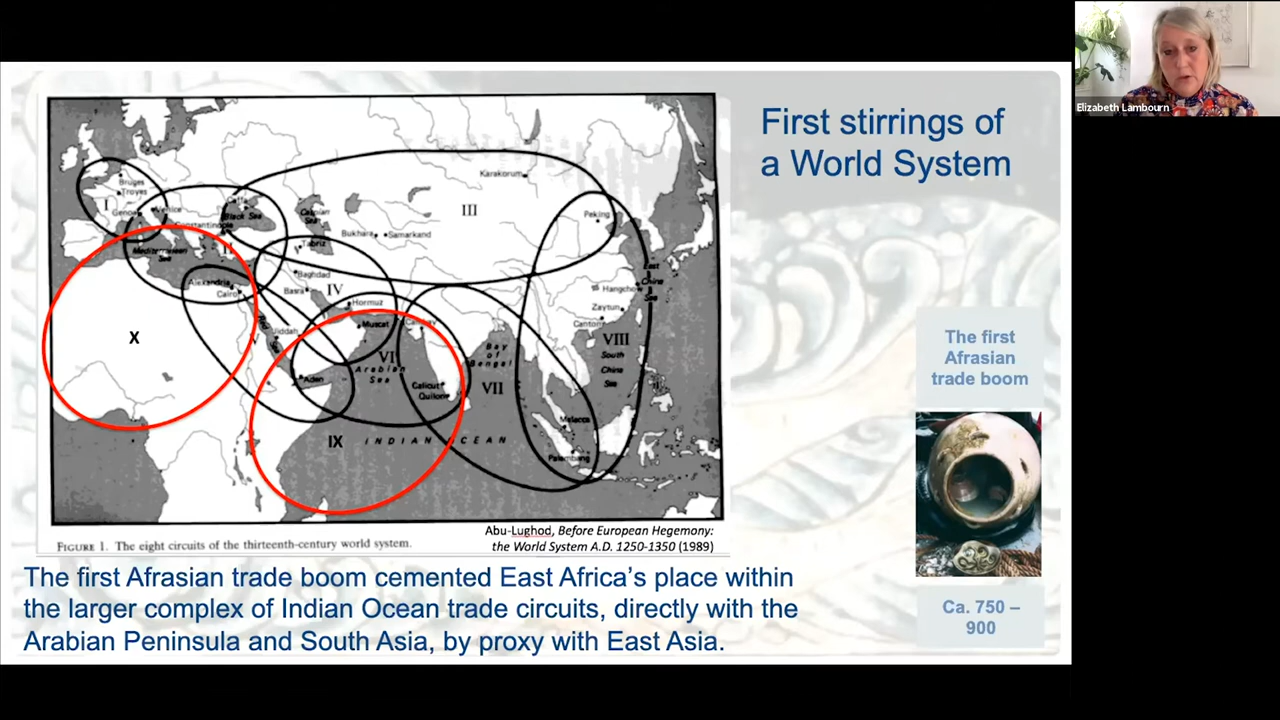 Elizabeth Lambourn
First stirrings of
a World System
Karakorum
Bruges
Troyes
I
III
Genoa
Venice
Caffa
Black Sea
Caspian
Sea
Peking
Constantinople
Bukhara
Samarkand
Mediterranean
Sea
II
Tabriz
Baghdad
East
China
Sea
Alexandria
Cairo
Basra
IV
Hormuz
Hangchow
Zaytun
Canton
X
Red
Sea
Jiddah
V
Muscat
Cambay
VIII
South
China
Sea
VI
Arabian
Sea
Bay
of
Bengal
VII
Aden
Calicut
Quilon
Malacca
IX
INDIAN OCEAN
Palembang
The first
Afrasian
trade boom
Abu-Lughod, Before European Hegemony:
the World System A.D. 1250-1350 (1989)
FIGURE 1. The eight circuits of the thirteenth-century world system.
The first Afrasian trade boom cemented East Africa's place within
the larger complex of Indian Ocean trade circuits, directly with the
Arabian Peninsula and South Asia, by proxy with East Asia.
Ca. 750 –
900